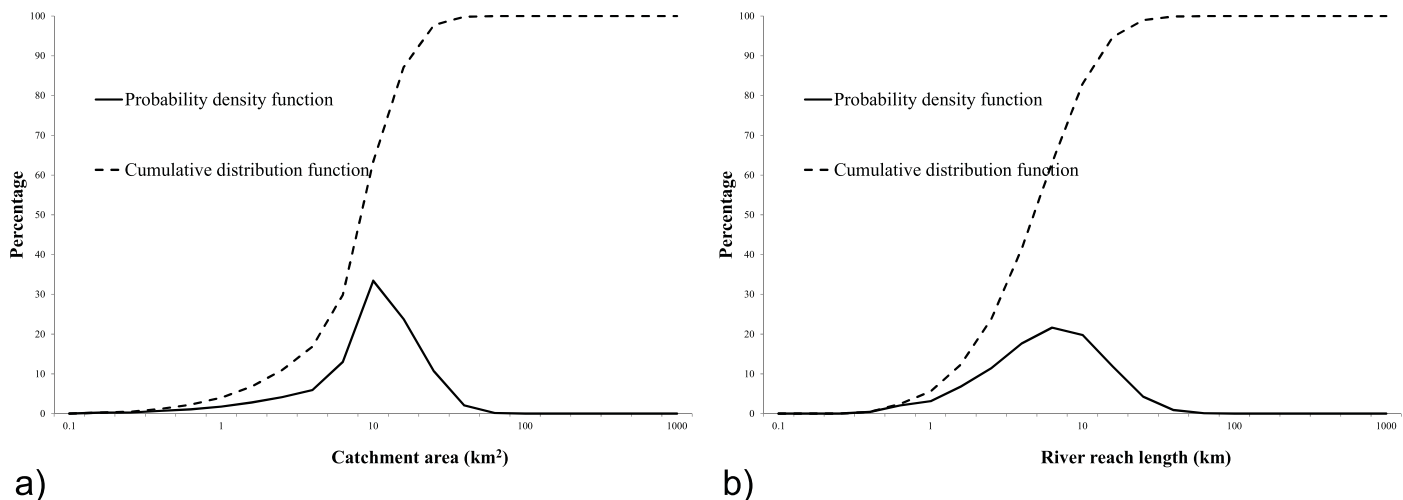 100
90
80
70
60
50
40
30
20
10
0
Percentage
Probability density function
Cumulative distribution function
0.1 1 10 100 1000
Catchment area (km²)
a)
100
90
80
70
60
50
40
30
20
10
0
Percentage
Probability density function
Cumulative distribution function
0.1 1 10 100 1000
River reach length (km)
b)